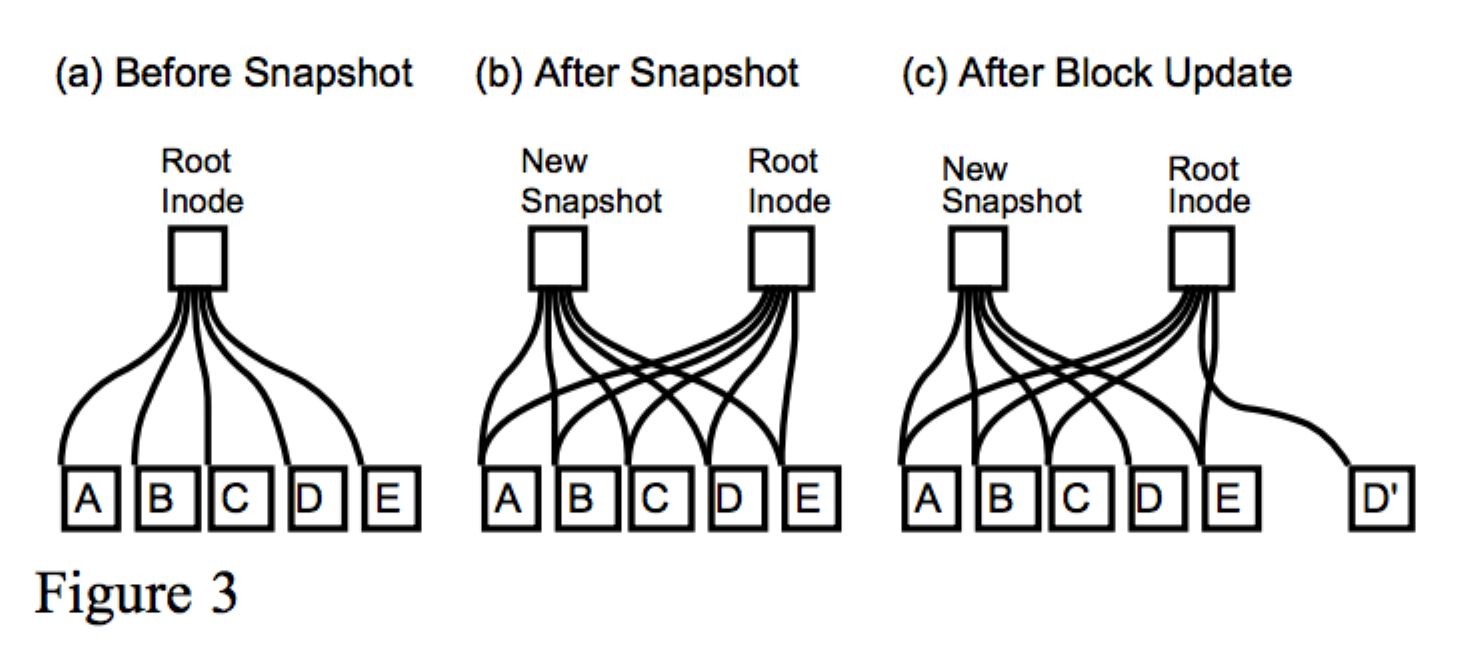 (a) Before Snapshot
(b) After Snapshot
(c) After Block Update
Root
Inode
New
Snapshot
Root
Inode
New
Snapshot
Root
Inode
A B C D E
A B C D E
A B C D E D'
Figure 3